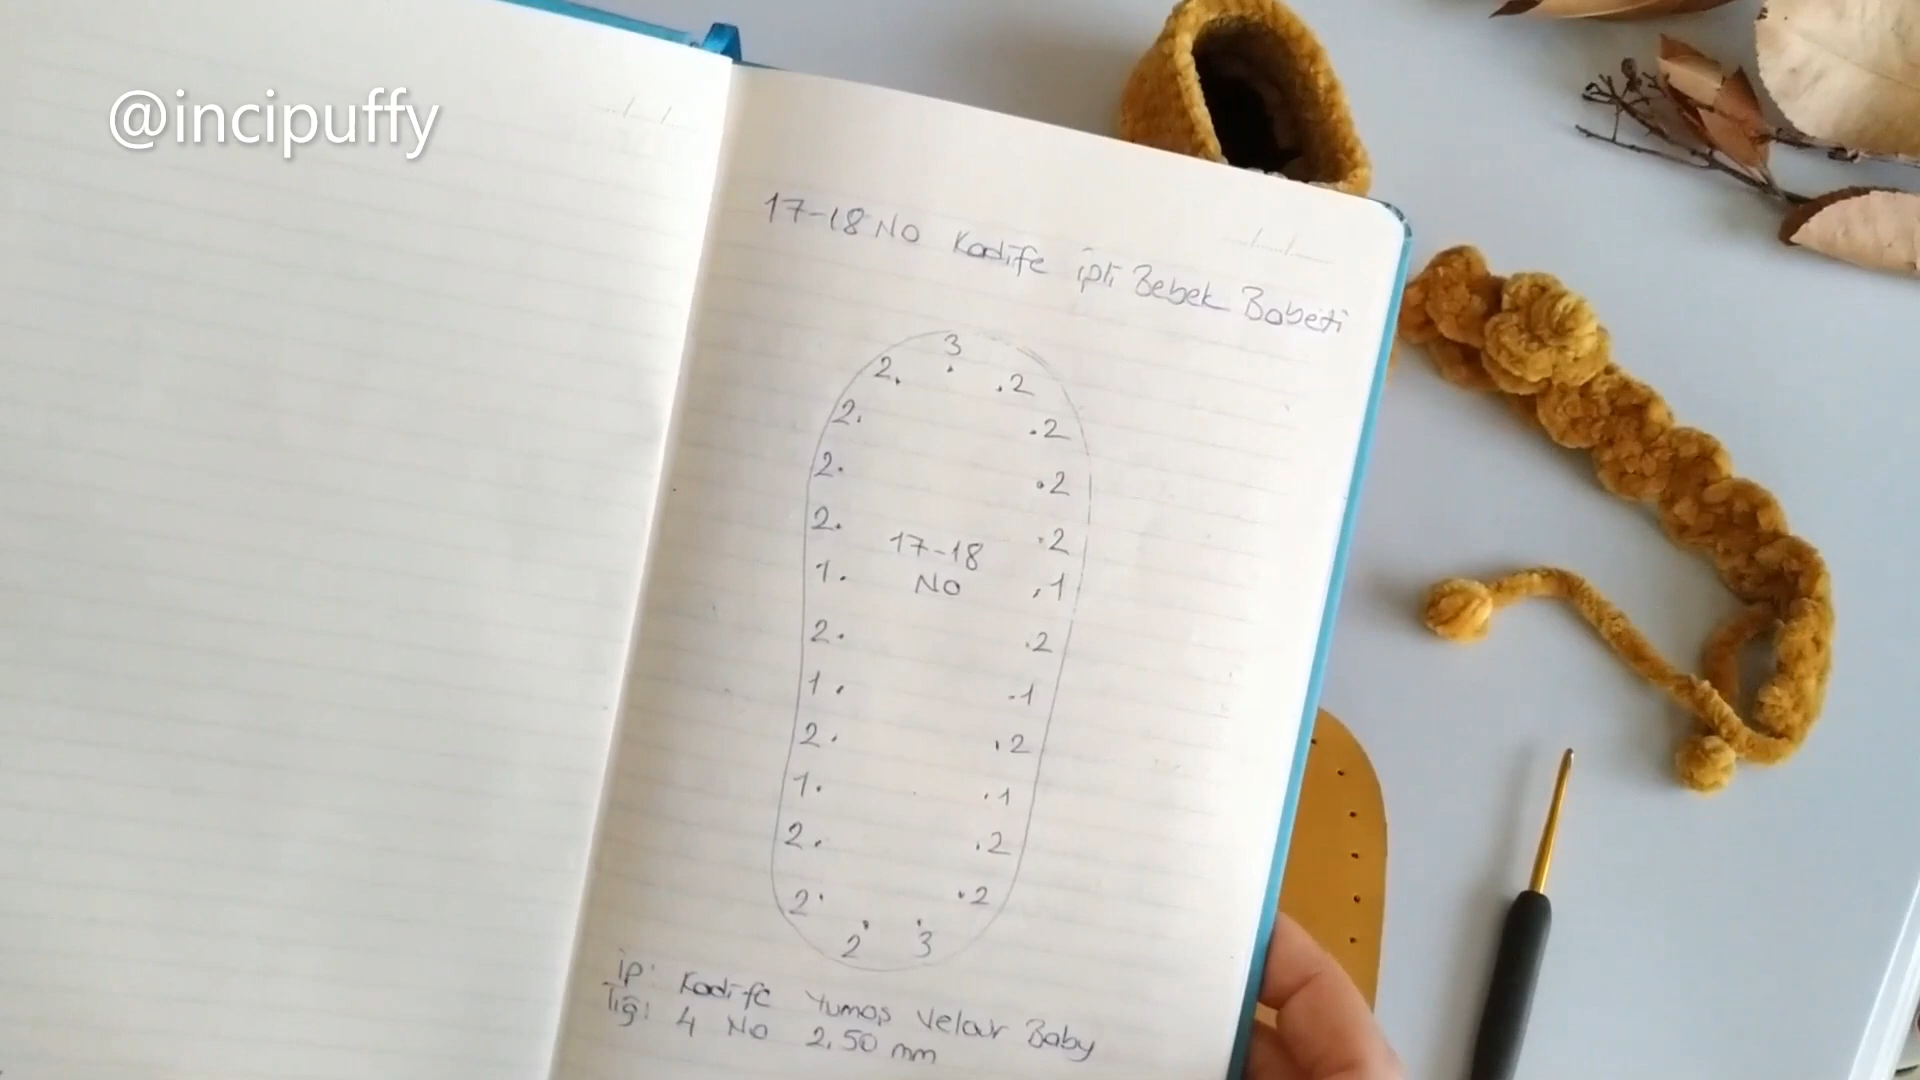 @incipuffy
17-18 No Kadife ipli Bebek Babeti
3
2. .2
2. .2
2. .2
2. .2
17-18
No
1. .1
2. .2
1. .1
2. .2
1. .1
2. .2
2. .2
2 3
İp: Kadife Yumoş Velour Baby
Tığ: 4 No 2.50 mm